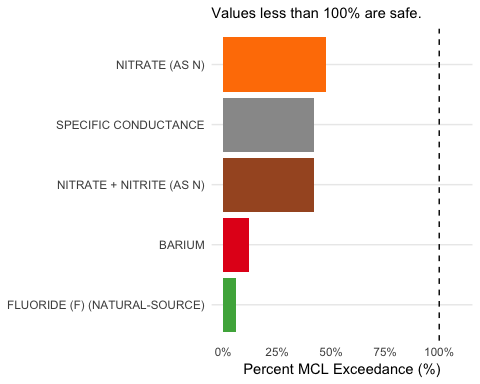 Values less than 100% are safe.
NITRATE (AS N)
SPECIFIC CONDUCTANCE
NITRATE + NITRITE (AS N)
BARIUM
FLUORIDE (F) (NATURAL-SOURCE)
0% 25% 50% 75% 100%
Percent MCL Exceedance (%)